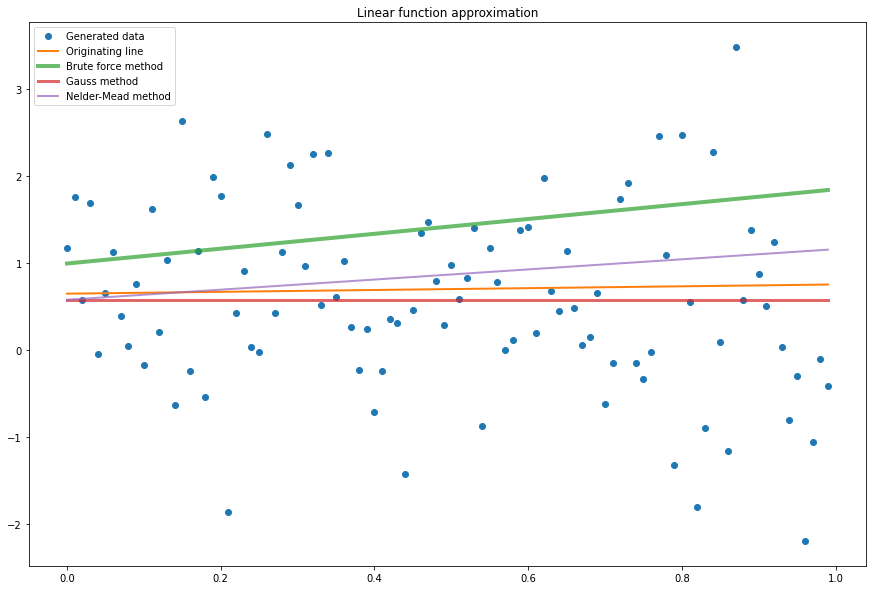 Linear function approximation
Generated data
Originating line
Brute force method
Gauss method
Nelder-Mead method
3
2
1
0
−1
−2
0.0 0.2 0.4 0.6 0.8 1.0